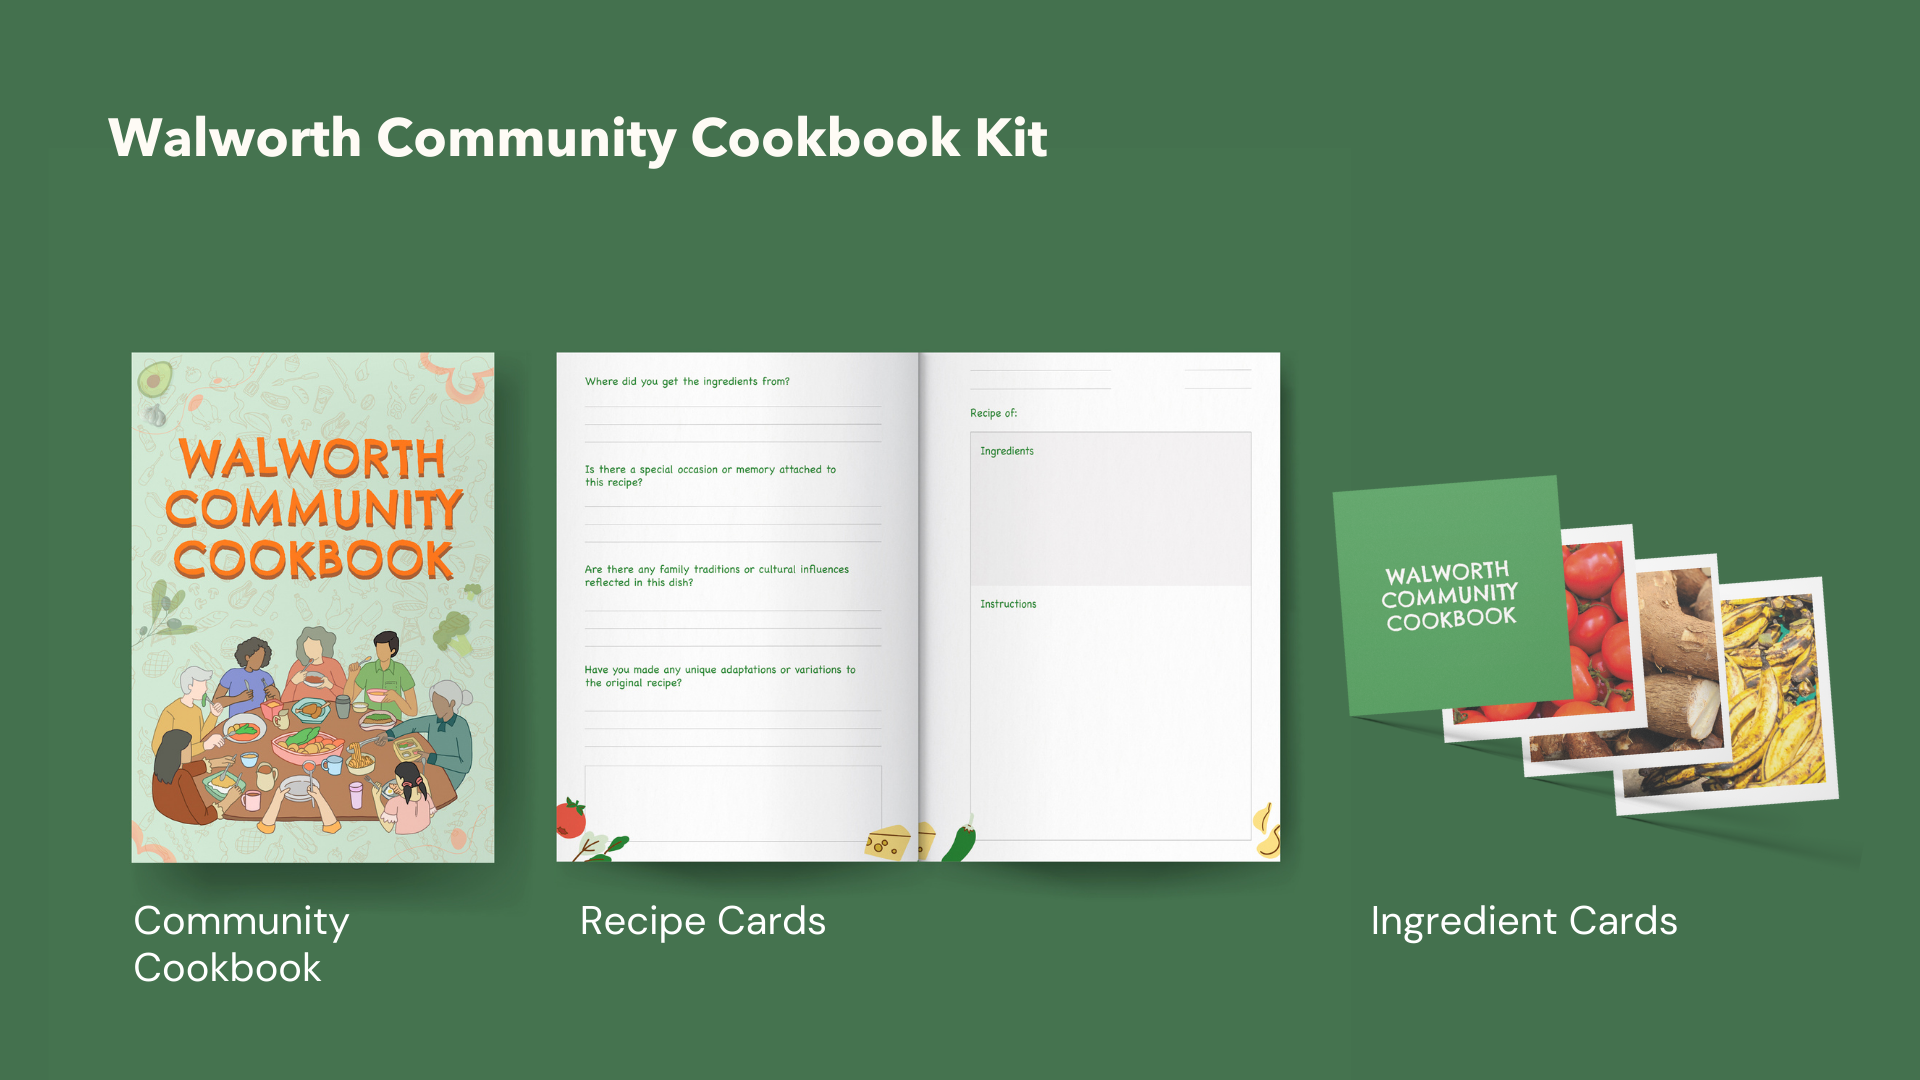 Walworth Community Cookbook Kit
WALWORTH
COMMUNITY
COOKBOOK
Where did you get the ingredients from?
Is there a special occasion or memory attached to
this recipe?
Are there any family traditions or cultural influences
reflected in this dish?
Have you made any unique adaptations or variations to
the original recipe?
Recipe of:
Ingredients
Instructions
WALWORTH
COMMUNITY
COOKBOOK
Community
Cookbook
Recipe Cards
Ingredient Cards